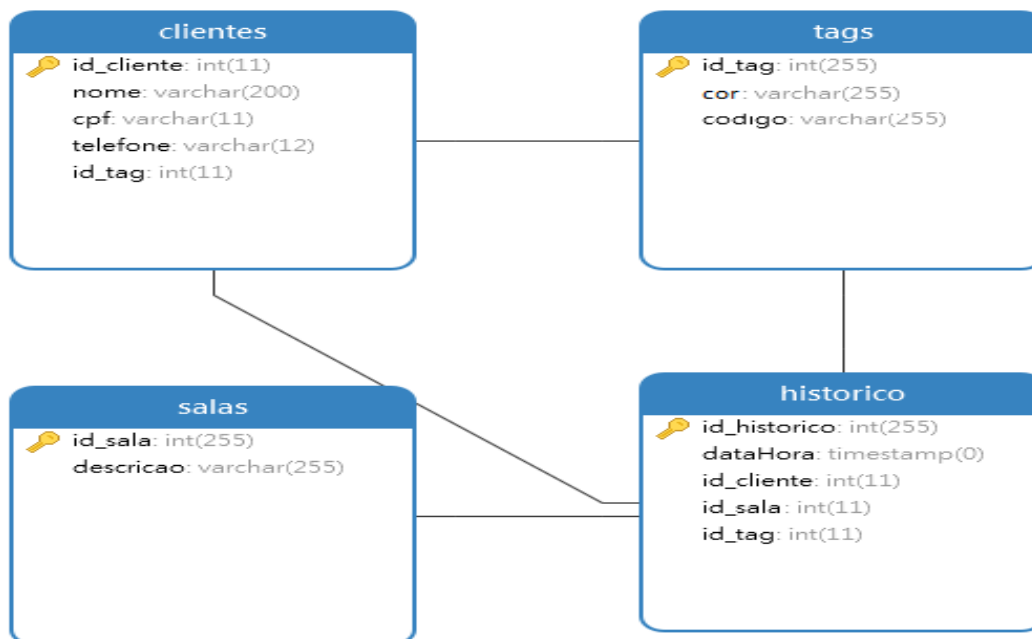 clientes
id_cliente: int(11)
nome: varchar(200)
cpf: varchar(11)
telefone: varchar(12)
id_tag: int(11)
tags
id_tag: int(255)
cor: varchar(255)
codigo: varchar(255)
salas
id_sala: int(255)
descricao: varchar(255)
historico
id_historico: int(255)
dataHora: timestamp(0)
id_cliente: int(11)
id_sala: int(11)
id_tag: int(11)